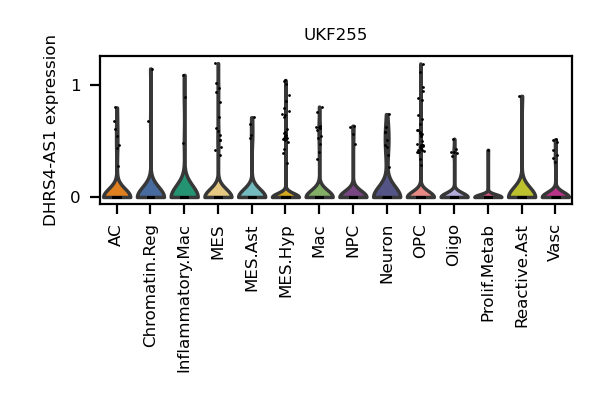 UKF255
DHRS4-AS1 expression
1
0
AC
Chromatin.Reg
Inflammatory.Mac
MES
MES.Ast
MES.Hyp
Mac
NPC
Neuron
OPC
Oligo
Prolif.Metab
Reactive.Ast
Vasc